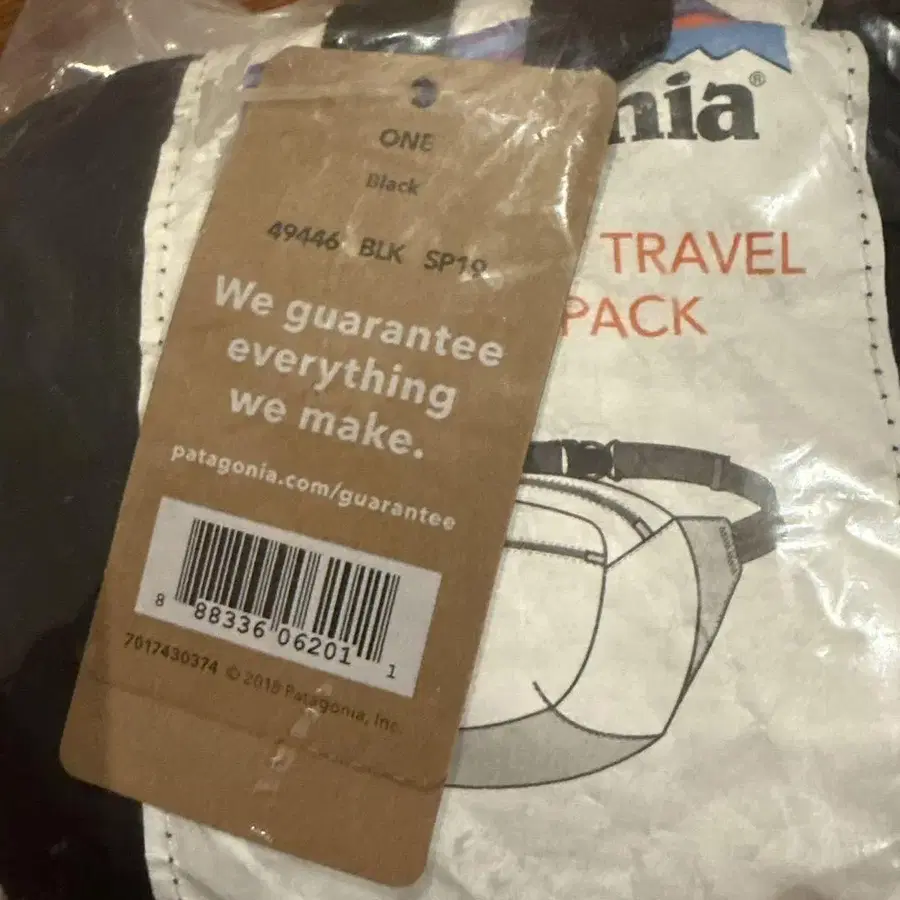 ONE
Black
49446 BLK SP19
We guarantee
everything
we make.
patagonia.com/guarantee
8 88336 06201 1
7017430374 © 2018 Patagonia, Inc.
nia®
TRAVEL
PACK